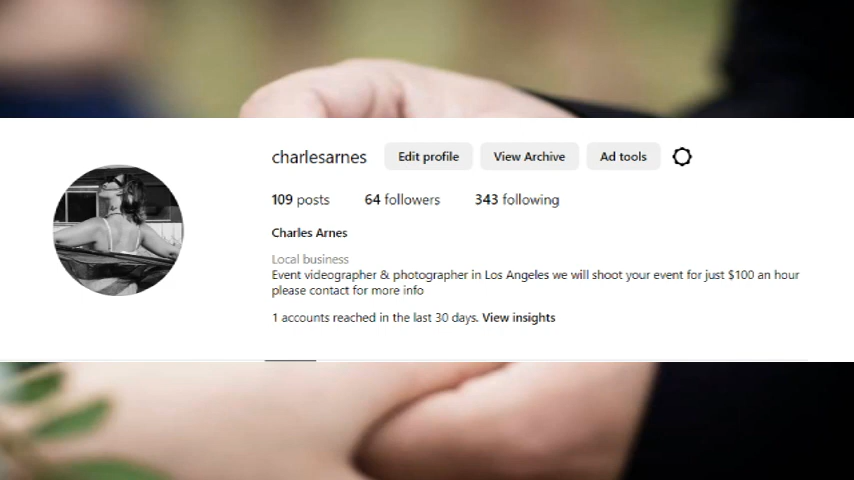 charlesarnes Edit profile View Archive Ad tools
109 posts 64 followers 343 following
Charles Arnes
Local business
Event videographer & photographer in Los Angeles we will shoot your event for just $100 an hour
please contact for more info
1 accounts reached in the last 30 days. View insights